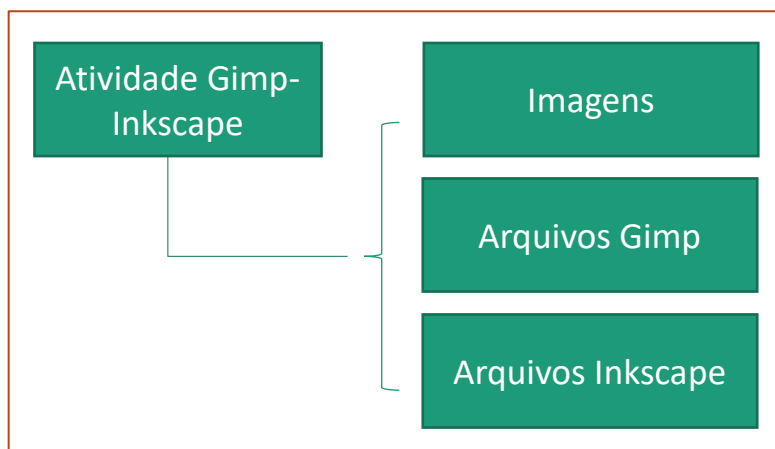 Atividade Gimp-
Inkscape
Imagens
Arquivos Gimp
Arquivos Inkscape